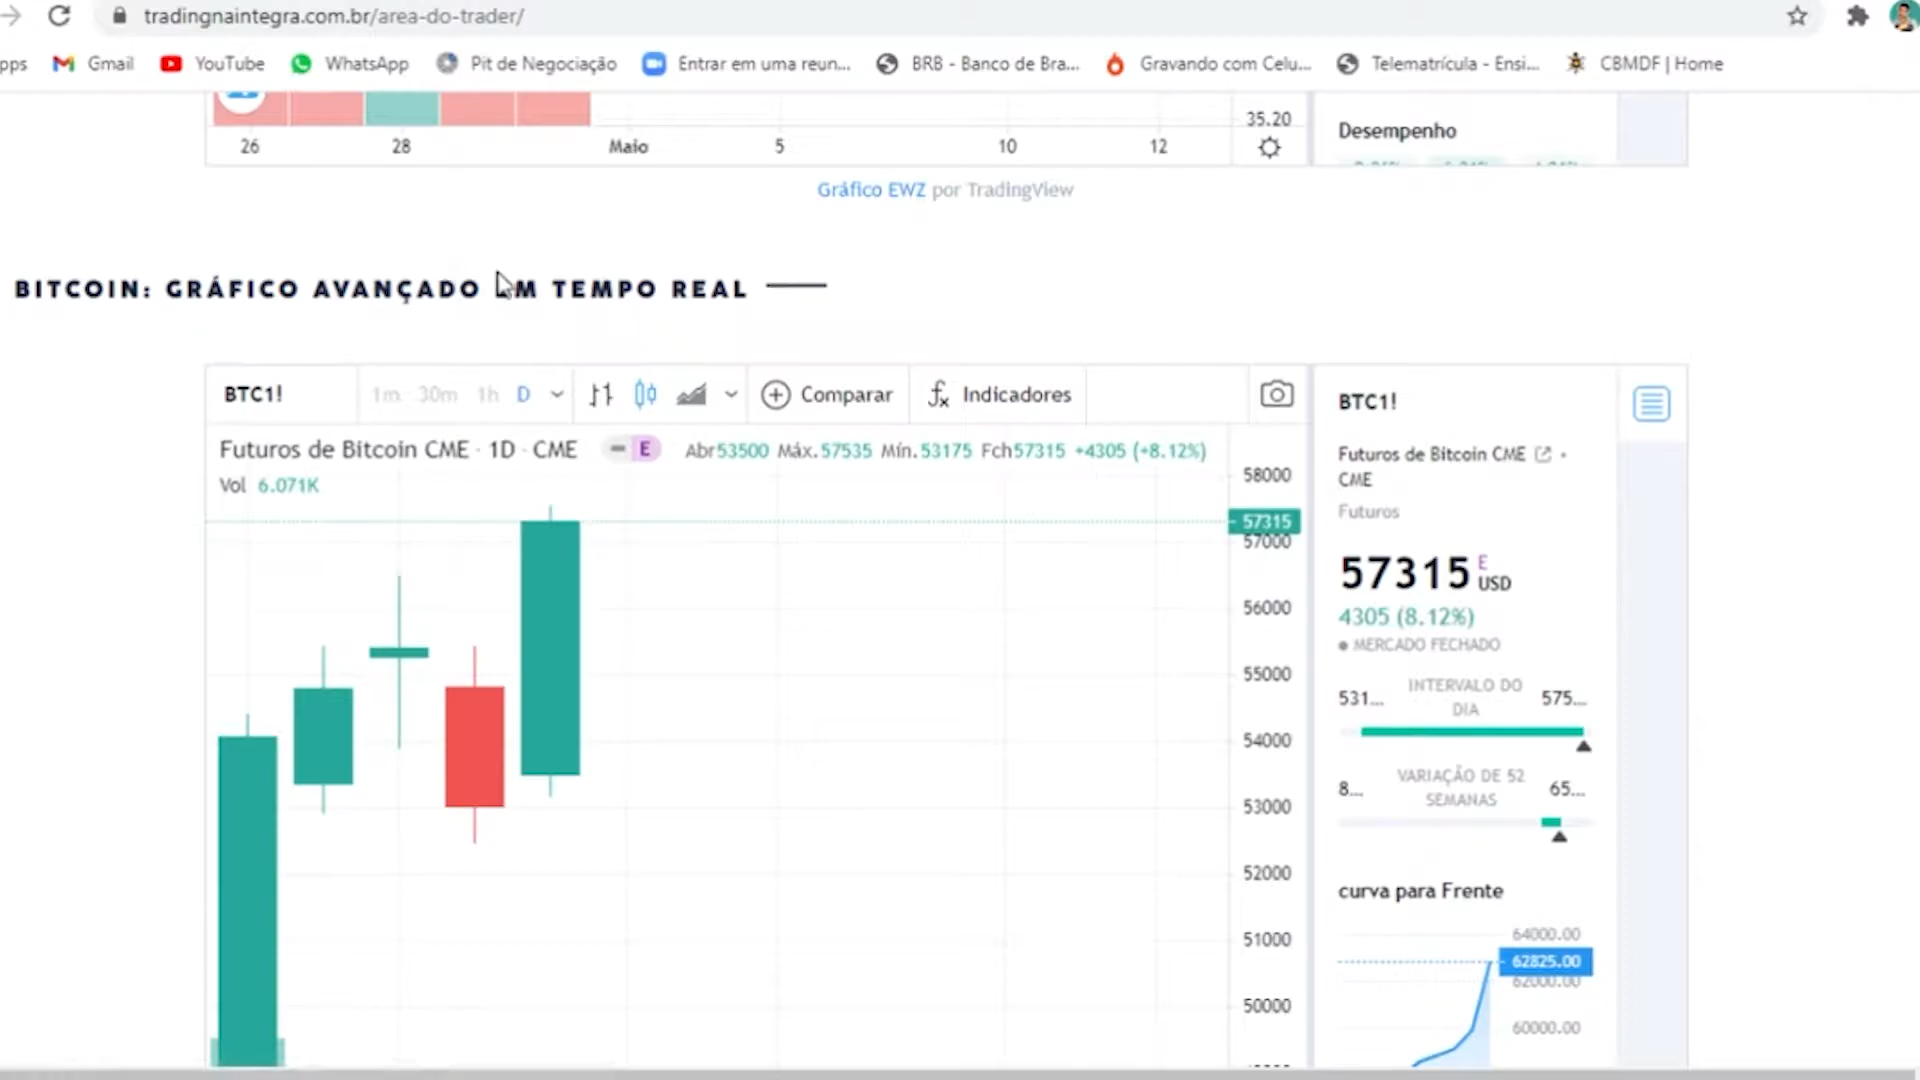 tradingnaintegra.com.br/area-do-trader/
pps Gmail YouTube WhatsApp Pit de Negociação Entrar em uma reun... BRB - Banco de Bra... Gravando com Celu... Telematrícula - Ensi... CBMDF | Home
35.20
26 28 Maio 5 10 12
Desempenho
Gráfico EWZ por TradingView
BITCOIN: GRÁFICO AVANÇADO EM TEMPO REAL
BTC1! 1m 30m 1h D Comparar Indicadores
Futuros de Bitcoin CME · 1D · CME E Abr53500 Máx.57535 Mín.53175 Fch57315 +4305 (+8.12%)
Vol 6.071K
58000
57315
57000
56000
55000
54000
53000
52000
51000
50000
BTC1!
Futuros de Bitcoin CME •
CME
Futuros
57315 E USD
4305 (8.12%)
MERCADO FECHADO
531... INTERVALO DO DIA 575...
8... VARIAÇÃO DE 52 SEMANAS 65...
curva para Frente
64000.00
62825.00
62000.00
60000.00